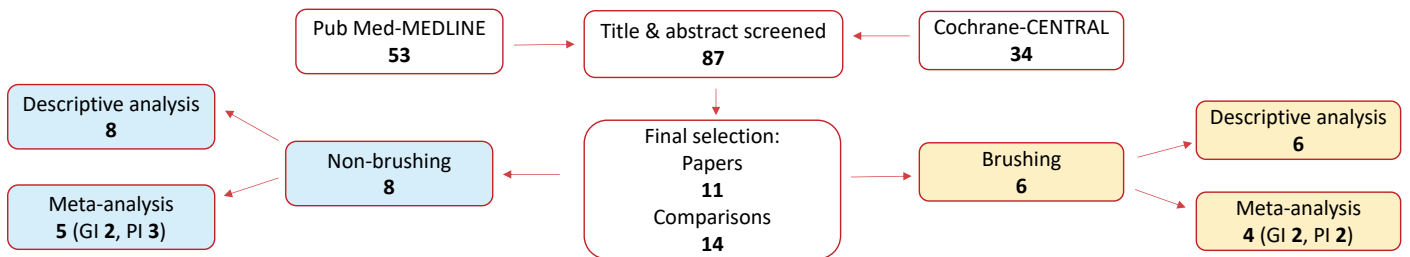 Pub Med-MEDLINE
53
Title & abstract screened
87
Cochrane-CENTRAL
34
Descriptive analysis
8
Non-brushing
8
Meta-analysis
5 (GI 2, PI 3)
Final selection:
Papers
11
Comparisons
14
Brushing
6
Descriptive analysis
6
Meta-analysis
4 (GI 2, PI 2)